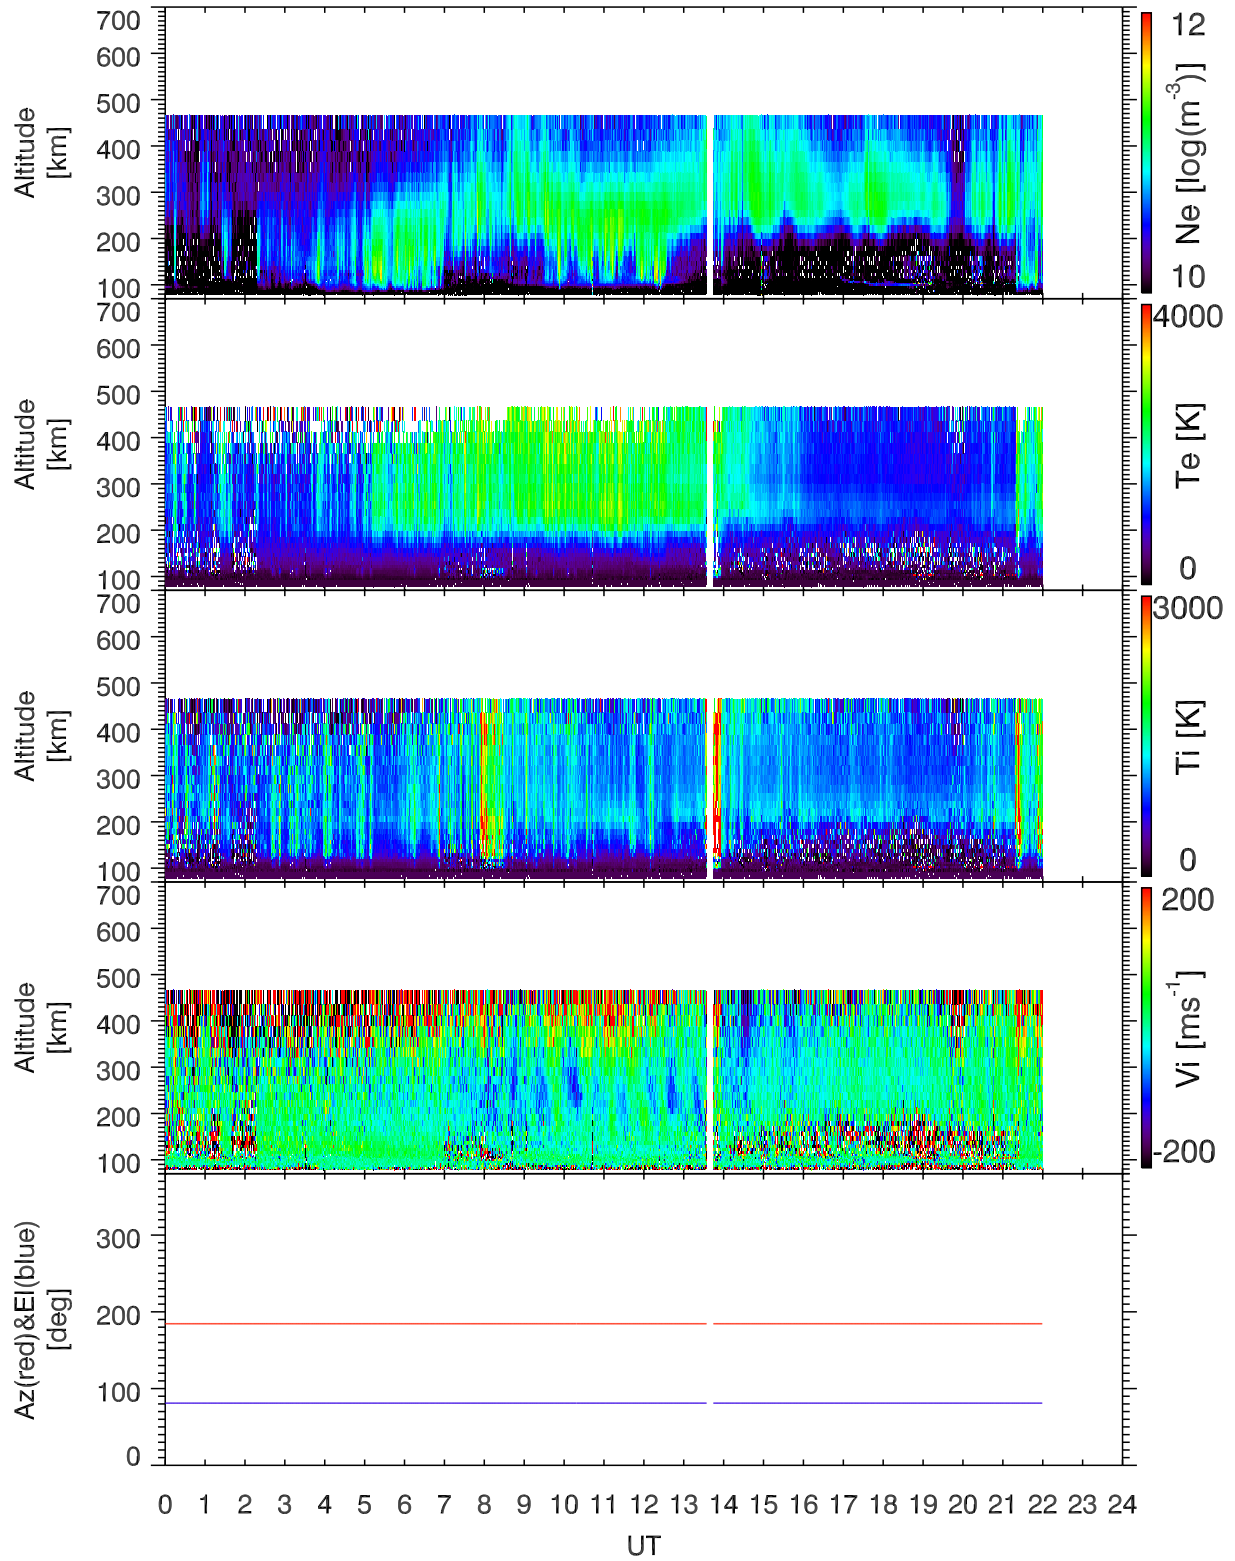 700
600
500
400
300
200
100
Altitude
[km]
12
10
Ne [log(m⁻³)]
700
600
500
400
300
200
100
Altitude
[km]
4000
0
Te [K]
700
600
500
400
300
200
100
Altitude
[km]
3000
0
Ti [K]
700
600
500
400
300
200
100
Altitude
[km]
200
-200
Vi [ms⁻¹]
300
200
100
0
Az(red)&El(blue)
[deg]
0 1 2 3 4 5 6 7 8 9 10 11 12 13 14 15 16 17 18 19 20 21 22 23 24
UT